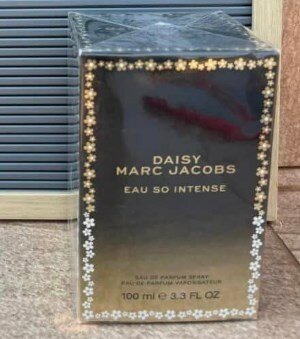 DAISY
MARC JACOBS
EAU SO INTENSE
EAU DE PARFUM SPRAY
EAU DE PARFUM VAPORISATEUR
100 ml ℮ 3.3 FL OZ